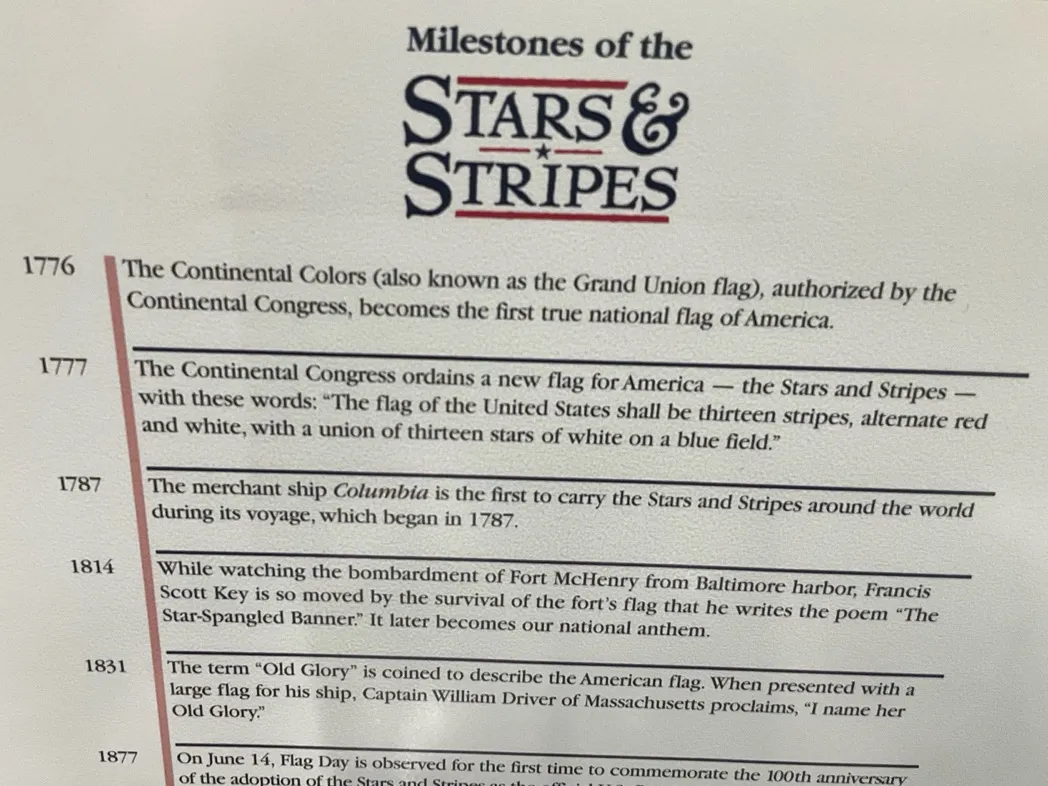 Milestones of the
STARS &
STRIPES
1776
The Continental Colors (also known as the Grand Union flag), authorized by the
Continental Congress, becomes the first true national flag of America.
1777
The Continental Congress ordains a new flag for America — the Stars and Stripes —
with these words: “The flag of the United States shall be thirteen stripes, alternate red
and white, with a union of thirteen stars of white on a blue field.”
1787
The merchant ship Columbia is the first to carry the Stars and Stripes around the world
during its voyage, which began in 1787.
1814
While watching the bombardment of Fort McHenry from Baltimore harbor, Francis
Scott Key is so moved by the survival of the fort’s flag that he writes the poem “The
Star-Spangled Banner.” It later becomes our national anthem.
1831
The term “Old Glory” is coined to describe the American flag. When presented with a
large flag for his ship, Captain William Driver of Massachusetts proclaims, “I name her
Old Glory.”
1877
On June 14, Flag Day is observed for the first time to commemorate the 100th anniversary
of the adoption of the Stars and Stripes as the